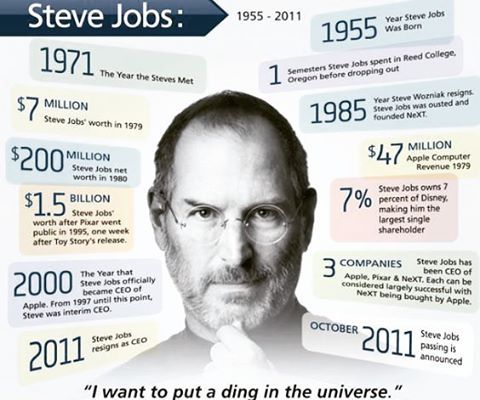 Steve Jobs:
1955 - 2011
1955 Year Steve Jobs
Was Born
1971 The Year the Steves Met
1 Semesters Steve Jobs spent in Reed College,
Oregon before dropping out
$7 MILLION
Steve Jobs' worth in 1979
1985 Year Steve Wozniak resigns.
Steve Jobs was ousted and
founded NeXT.
$200 MILLION
Steve Jobs net
worth in 1980
$47 MILLION
Apple Computer
Revenue 1979
$1.5 BILLION
Steve Jobs'
worth after Pixar went
public in 1995, one week
after Toy Story's release.
7% Steve Jobs owns 7
percent of Disney,
making him the
largest single
shareholder
2000 The Year that
Steve Jobs officially
became CEO of
Apple. From 1997 until this point,
Steve was interim CEO.
3 COMPANIES Steve Jobs has
been CEO of
Apple, Pixar & NeXT. Each can be
considered largely successful with
NeXT being bought by Apple.
2011 Steve Jobs
resigns as CEO
OCTOBER 2011 Steve Jobs
passing is
announced
"I want to put a ding in the universe."